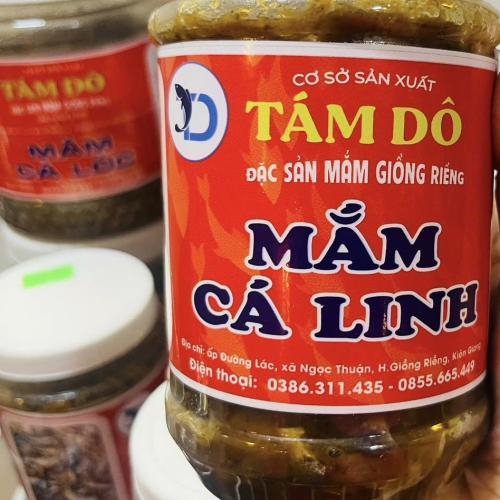 CƠ SỞ SẢN XUẤT
TÁM DÔ
ĐẶC SẢN MẮM GIỒNG RIỀNG
MẮM
CÁ LINH
Địa chỉ: ấp Đường Lác, xã Ngọc Thuận, H.Giồng Riềng, Kiên Giang
Điện thoại: 0386.311.435 - 0855.665.449
D
TÁM DÔ
MẮM
CÁ LÓC